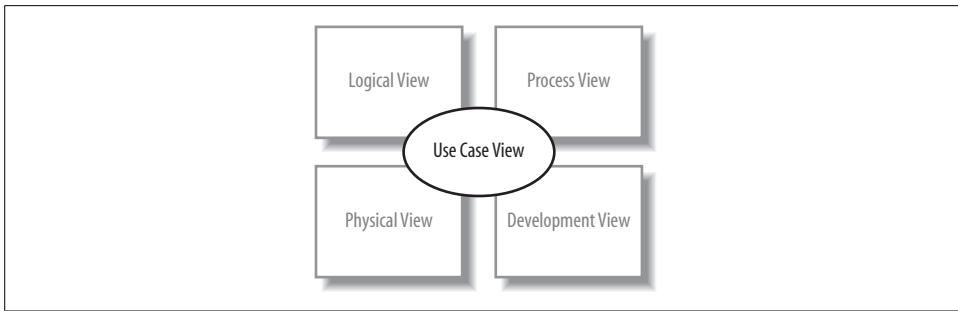 Logical View
Process View
Use Case View
Physical View
Development View